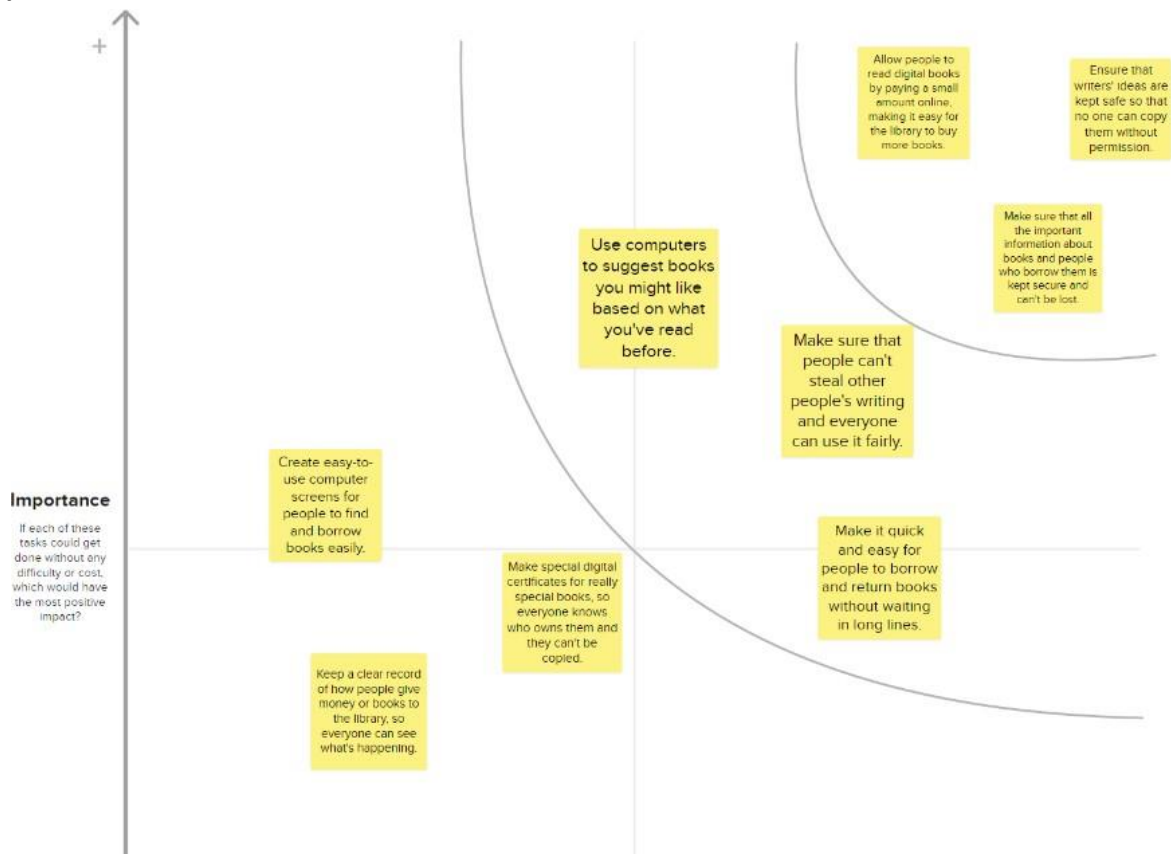 +
Allow people to
read digital books
by paying a small
amount online,
making it easy for
the library to buy
more books.
Ensure that
writers' ideas are
kept safe so that
no one can copy
them without
permission.
Make sure that all
the important
information about
books and people
who borrow them is
kept secure and
can't be lost.
Use computers
to suggest books
you might like
based on what
you've read
before.
Make sure that
people can't
steal other
people's writing
and everyone
can use it fairly.
Create easy-to-
use computer
screens for
people to find
and borrow
books easily.
Importance
If each of these
tasks could get
done without any
difficulty or cost,
which would have
the most positive
impact?
Make it quick
and easy for
people to borrow
and return books
without waiting
in long lines.
Make special digital
certificates for really
special books, so
everyone knows
who owns them and
they can't be
copied.
Keep a clear record
of how people give
money or books to
the library, so
everyone can see
what's happening.